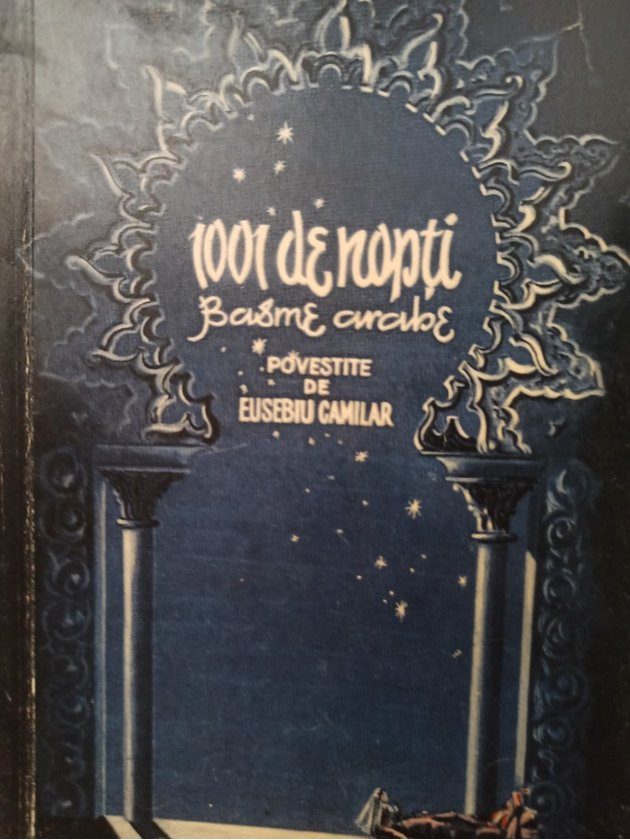 1001 de nopți
Basme arabe
POVESTITE
DE
EUSEBIU CAMILAR